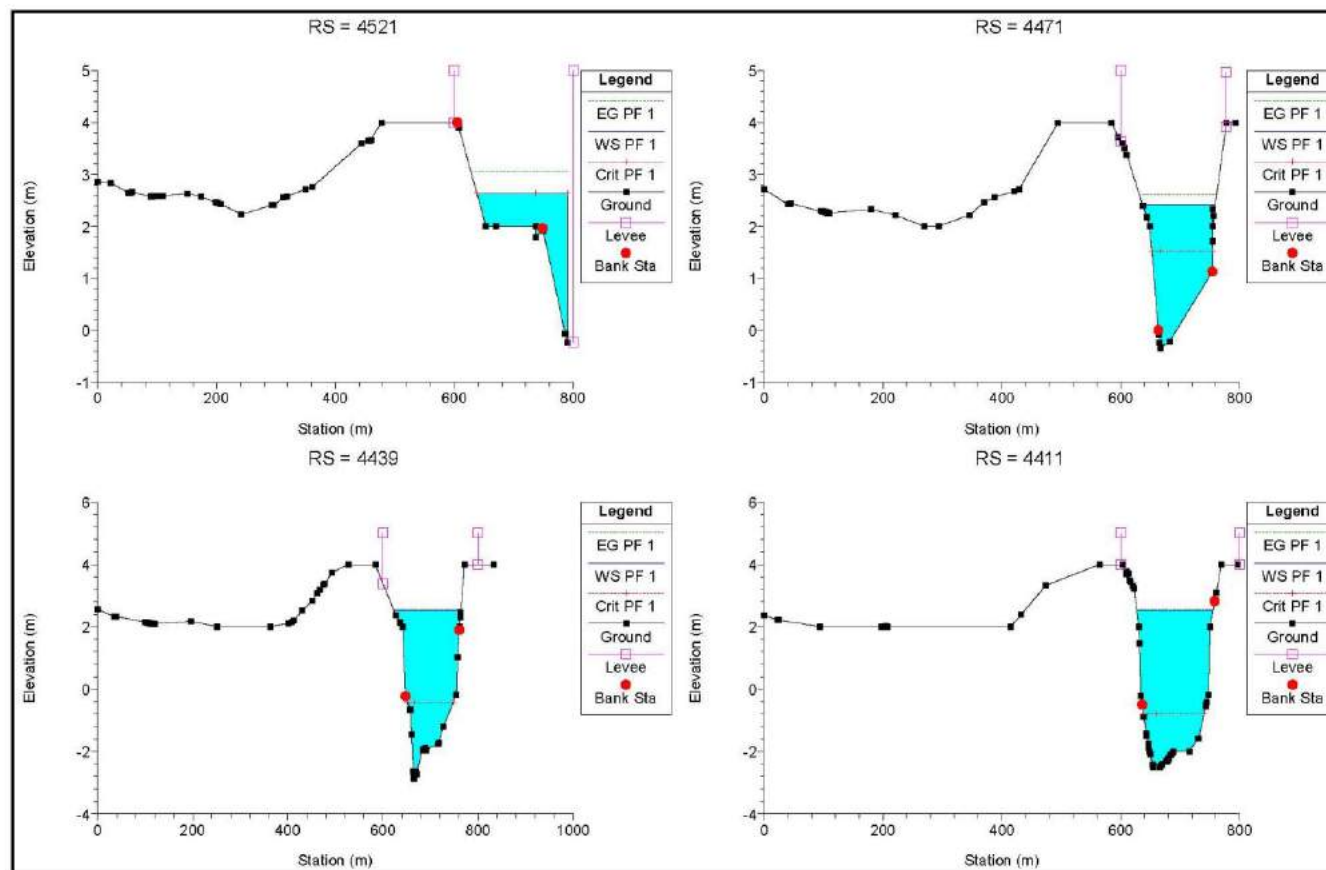 RS = 4521
5
4
3
2
1
0
-1
Elevation (m)
0
200
400
600
800
Station (m)
Legend
EG PF 1
WS PF 1
Crit PF 1
Ground
Levee
Bank Sta
RS = 4471
5
4
3
2
1
0
-1
Elevation (m)
0
200
400
600
800
Station (m)
Legend
EG PF 1
WS PF 1
Crit PF 1
Ground
Levee
Bank Sta
RS = 4439
6
4
2
0
-2
-4
Elevation (m)
0
200
400
600
800
1000
Station (m)
Legend
EG PF 1
WS PF 1
Crit PF 1
Ground
Levee
Bank Sta
RS = 4411
6
4
2
0
-2
-4
Elevation (m)
0
200
400
600
800
Station (m)
Legend
EG PF 1
WS PF 1
Crit PF 1
Ground
Levee
Bank Sta